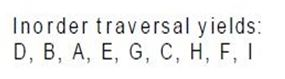 Inorder traversal yields:
D, B, A, E, G, C, H, F, I